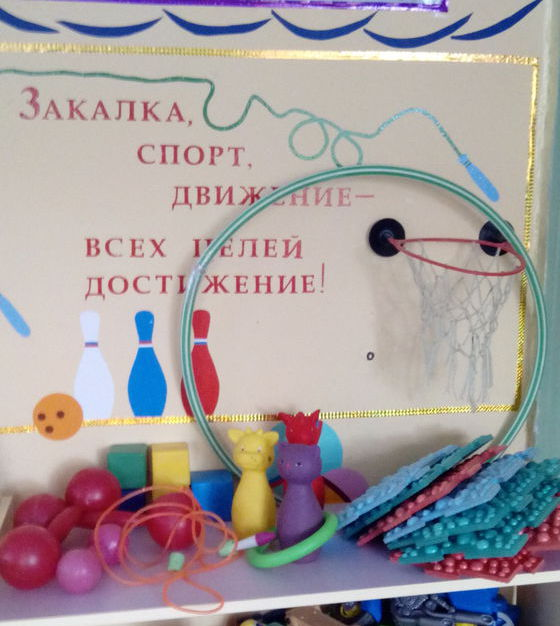 Закалка,
спорт,
движение–
всех целей
достижение!